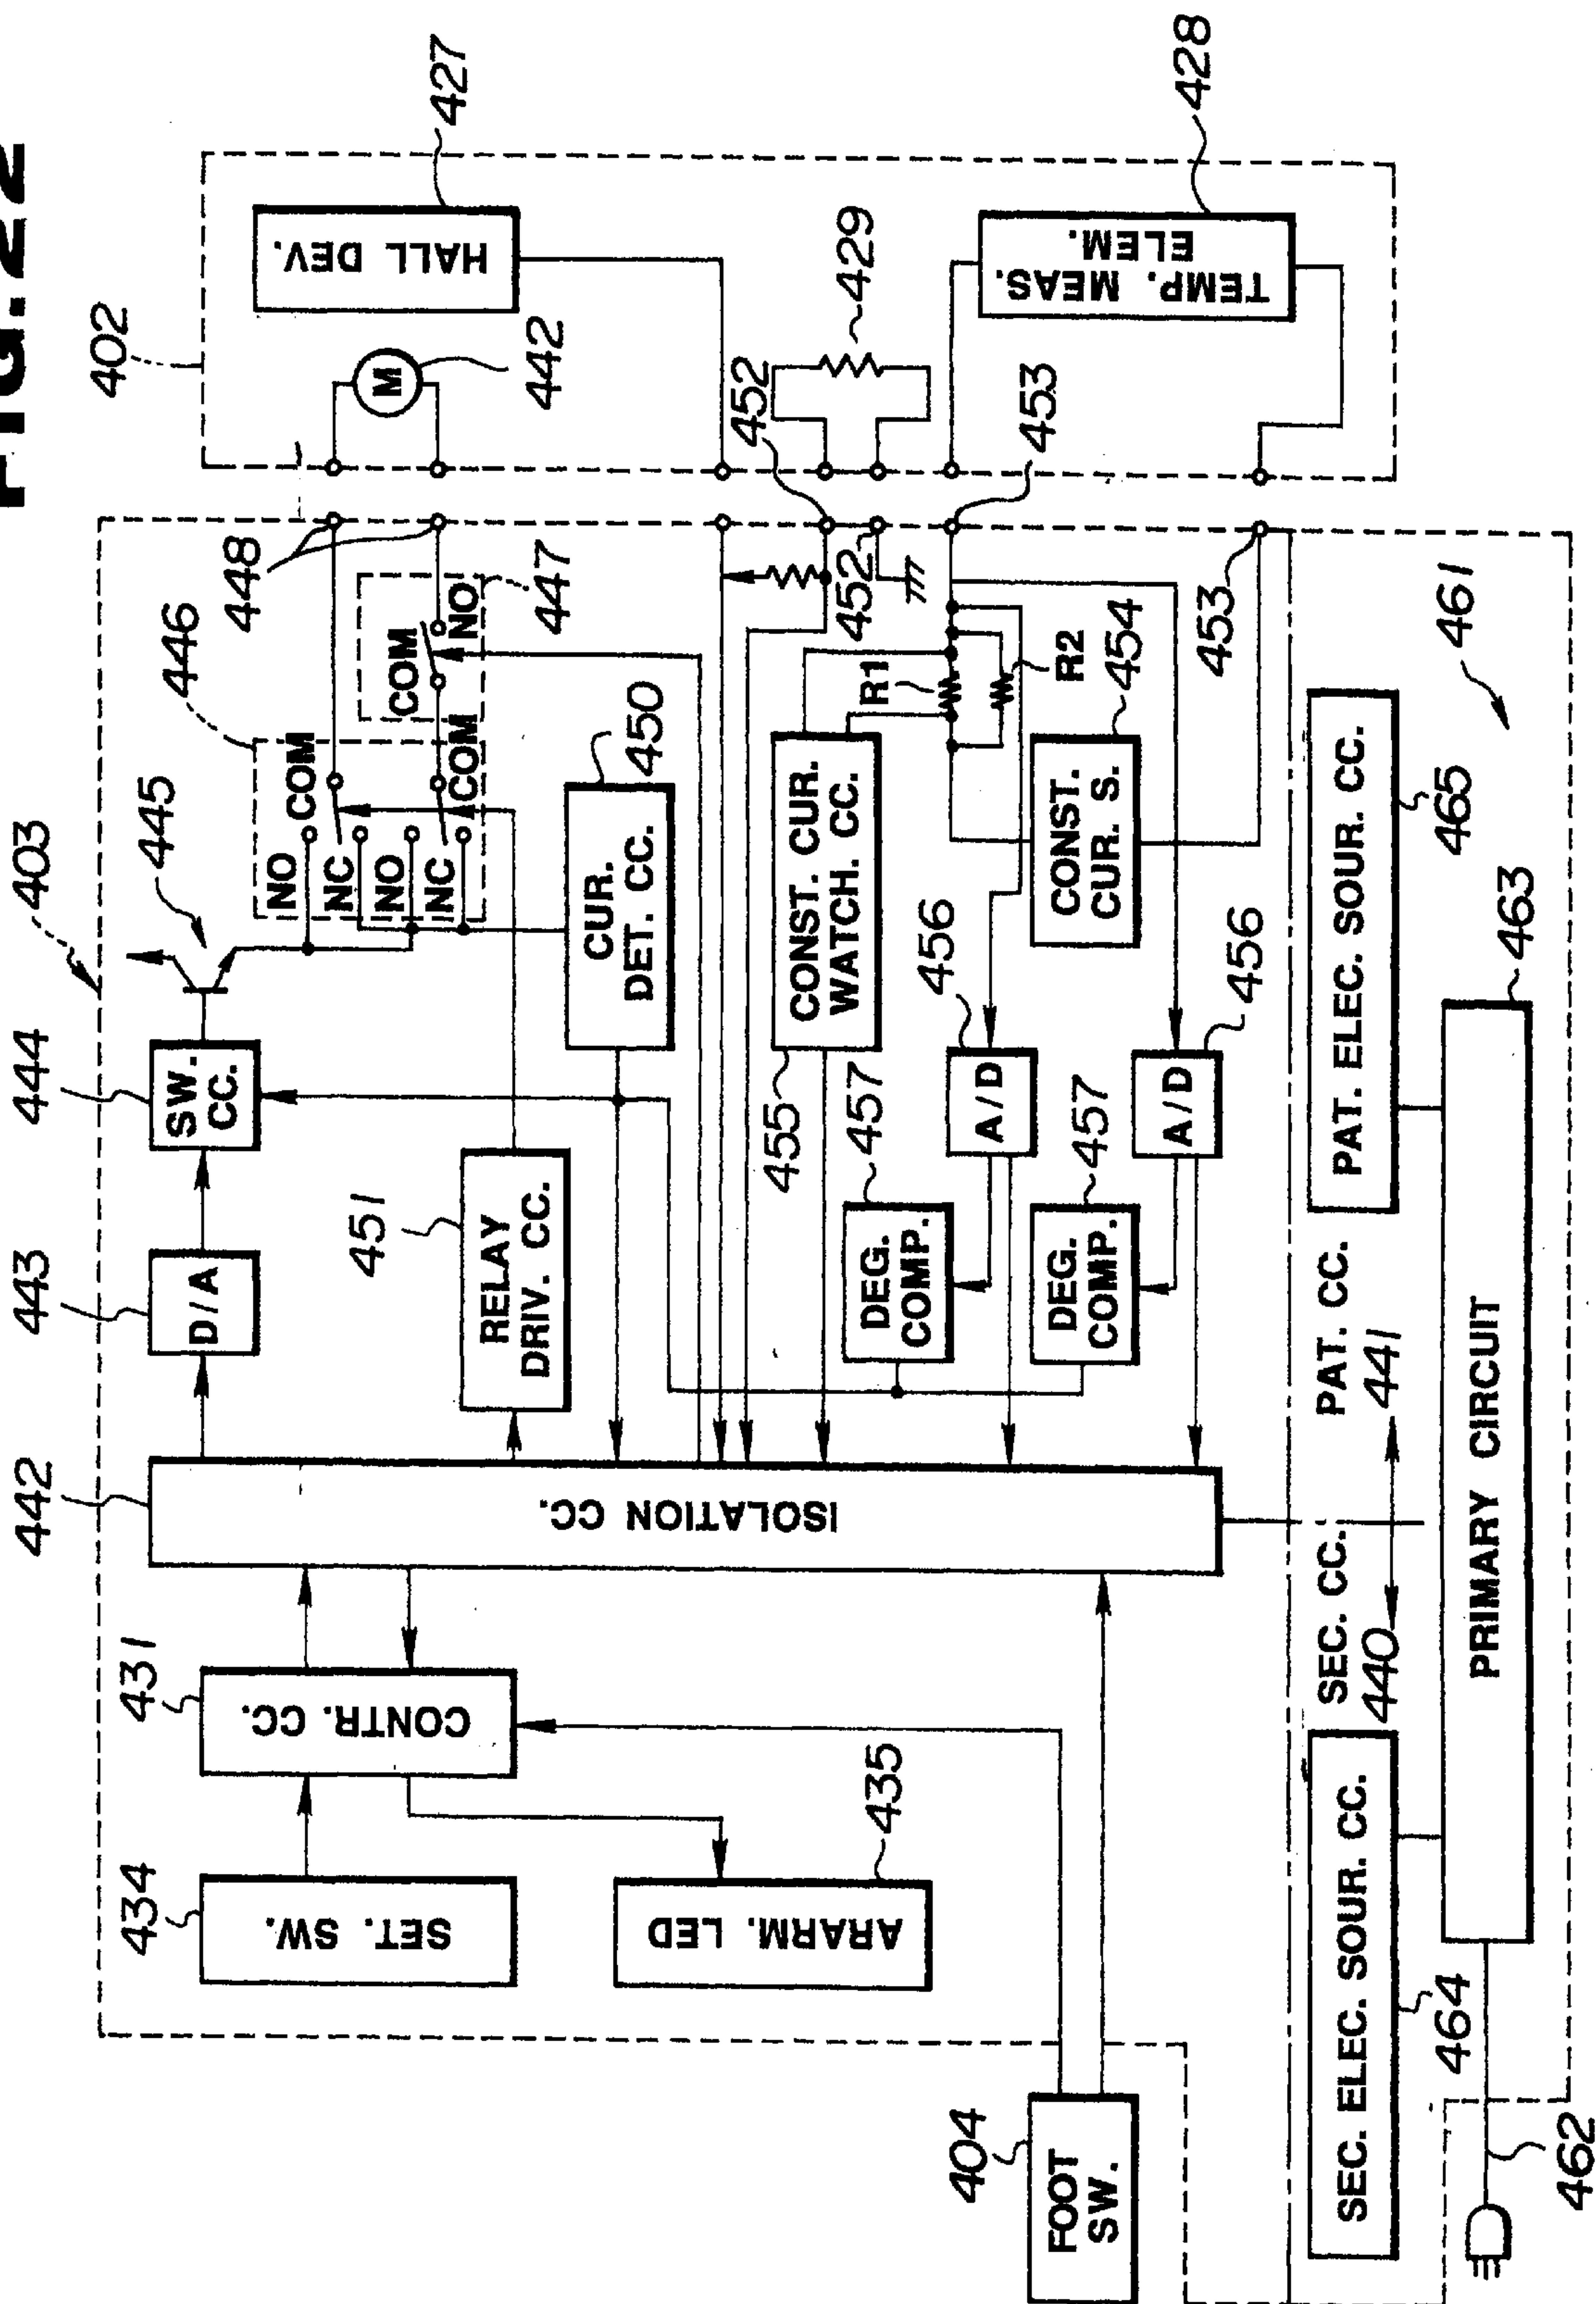 FIG.22
402
427
HALL DEV.
M
442
429
428
TEMP. MEAS.
ELEM.
452
453
403
448
446
447
COM
NO
NO
COM
NC
NO
NC
COM
445
444
SW.
CC.
443
D/A
442
ISOLATION CC.
451
RELAY
DRIV. CC.
450
CUR.
DET. CC.
452
R1
R2
454
CONST.
CUR. S.
453
455
CONST. CUR.
WATCH. CC.
456
A/D
456
A/D
457
DEG.
COMP.
457
DEG.
COMP.
431
CONTR. CC.
434
SET. SW.
435
ARARM. LED
404
FOOT
SW.
461
465
PAT. ELEC. SOUR. CC.
463
PRIMARY CIRCUIT
PAT. CC.
441
SEC. CC.
440
464
SEC. ELEC. SOUR. CC.
462